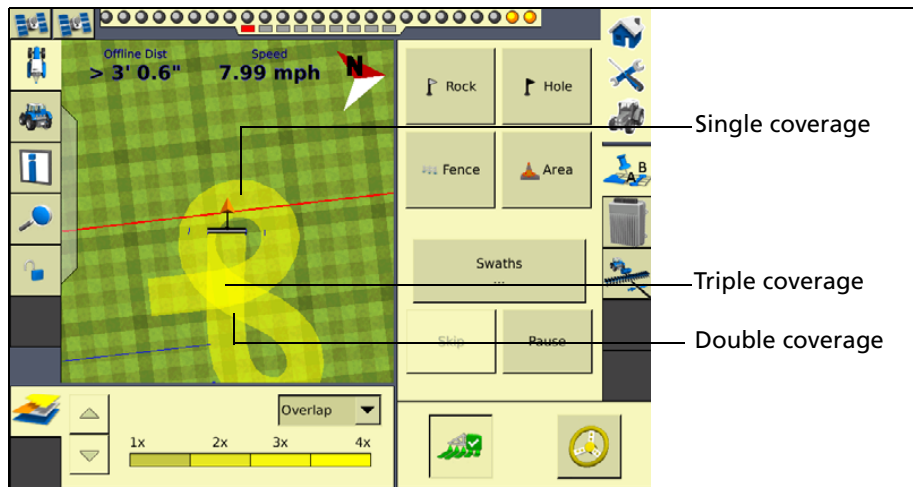 Offline Dist
> 3' 0.6"
Speed
7.99 mph
N
Rock
Hole
Fence
Area
Swaths
...
Skip
Pause
A
B
Overlap
1x 2x 3x 4x
Single coverage
Triple coverage
Double coverage